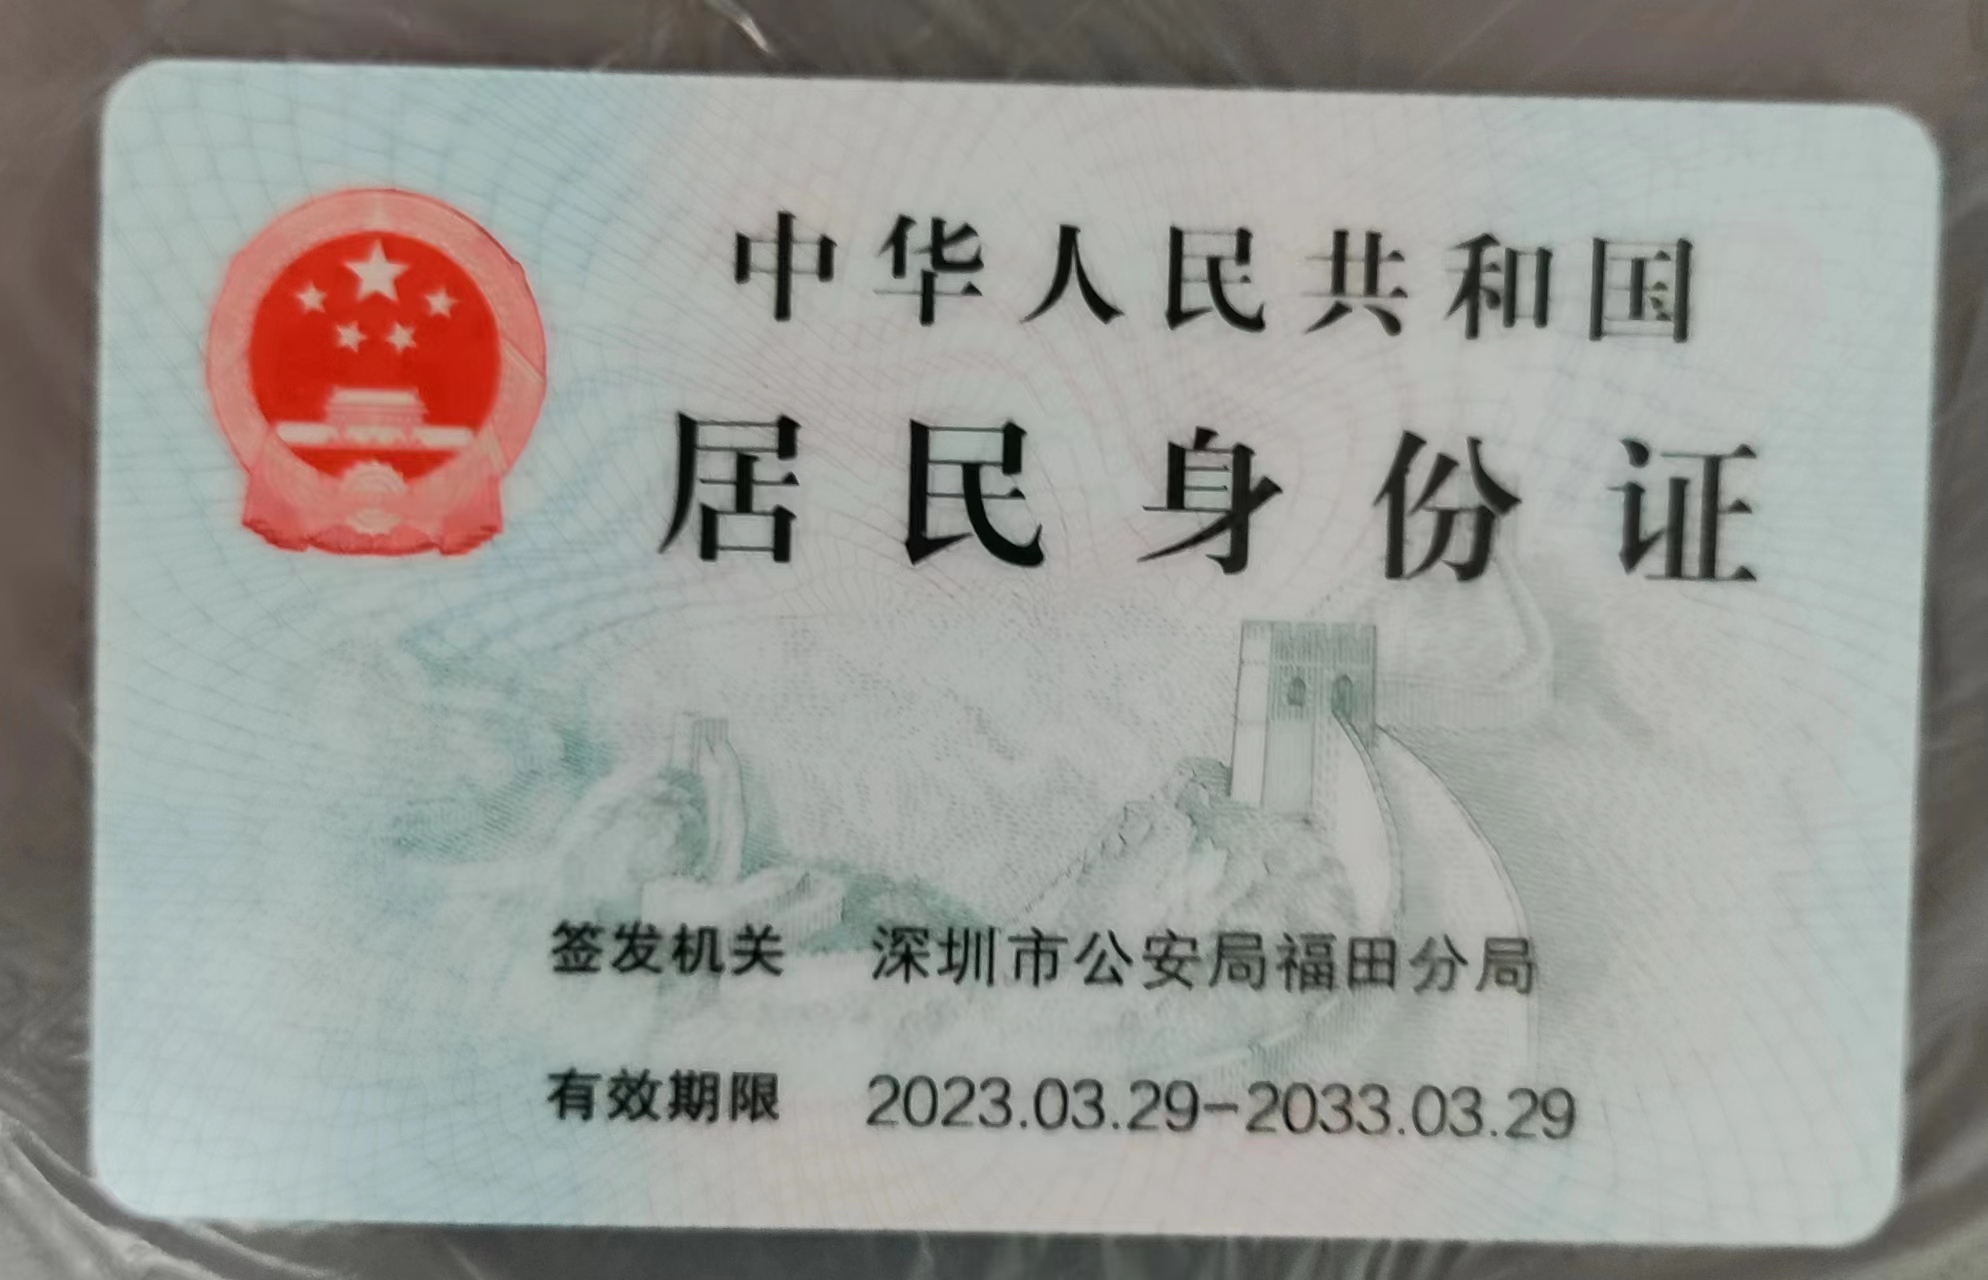 中华人民共和国
居民身份证
签发机关 深圳市公安局福田分局
有效期限 2023.03.29-2033.03.29